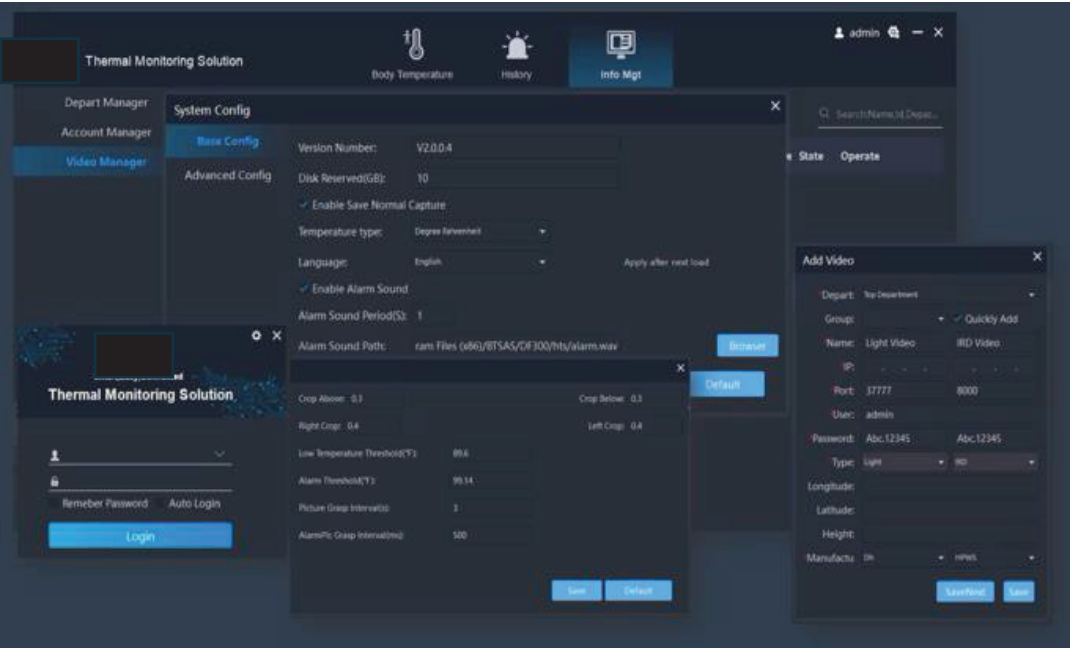 admin
Thermal Monitoring Solution
Body Temperature
History
Info Mgt
Depart Manager
Account Manager
Video Manager
System Config
Search:Name,Id,Depar...
State Operate
Base Config
Advanced Config
Version Number: V2.0.0.4
Disk Reserved(GB): 10
Enable Save Normal Capture
Temperature type: Degree Fahrenheit
Language: English Apply after next load
Enable Alarm Sound
Alarm Sound Period(S): 1
Alarm Sound Path: ram Files (x86)/BTSAS/DF300/hts/alarm.wav Browser
Default
Thermal Monitoring Solution
Remeber Password Auto Login
Login
Crop Above: 0.3 Crop Below: 0.3
Right Crop: 0.4 Left Crop: 0.4
Low Temperature Threshold(°F): 89.6
Alarm Threshold(°F): 99.14
Picture Grasp Interval(s): 3
AlarmPic Grasp Interval(ms): 500
Save Default
Add Video
*Depart: Top Department
Group: Quickly Add
*Name: Light Video IRD Video
*IP:
*Port: 37777 8000
*User: admin
*Password: Abc.12345 Abc.12345
*Type: Light IRD
Longitude:
Latitude:
Height:
*Manufactu DH HPWS
SaveNext Save